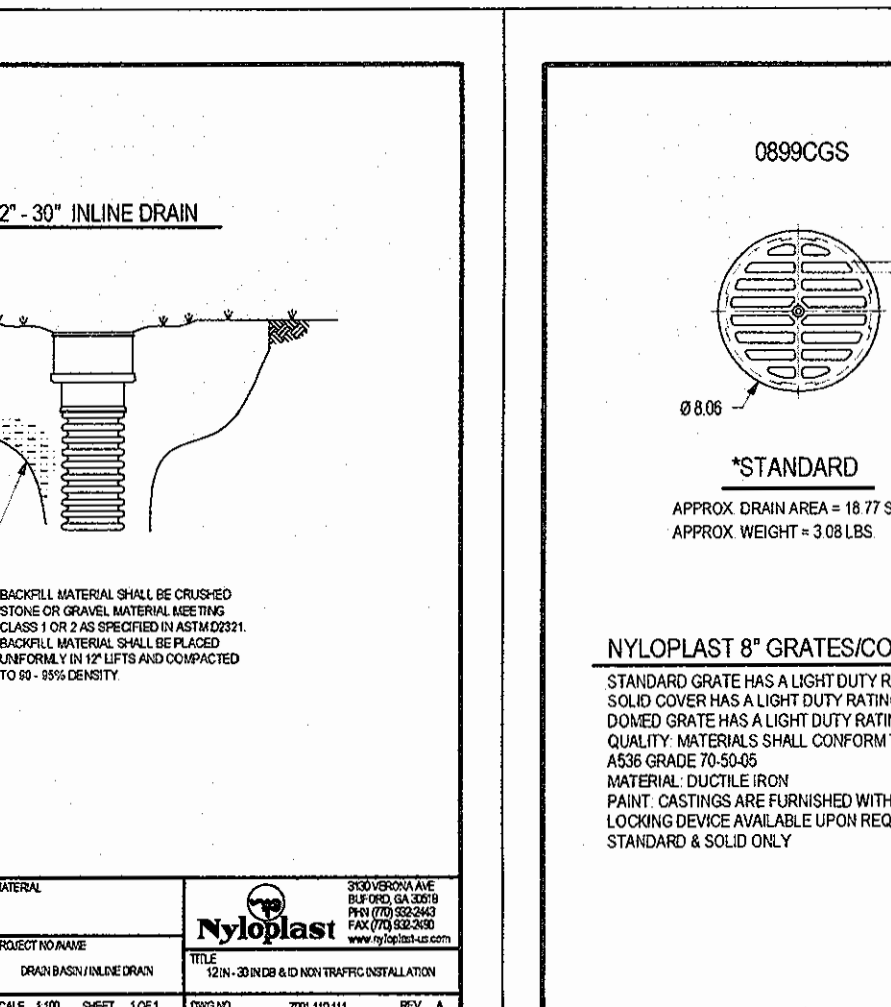 2" - 30" INLINE DRAIN
BACKFILL MATERIAL SHALL BE CRUSHED
STONE OR GRAVEL MATERIAL MEETING
CLASS 1 OR 2 AS SPECIFIED IN ASTM D2321.
BACKFILL MATERIAL SHALL BE PLACED
UNIFORMLY IN 12" LIFTS AND COMPACTED
TO 90 - 95% DENSITY.
MATERIAL
PROJECT NO./NAME
DRAIN BASIN / INLINE DRAIN
SCALE 1:100 SHEET 1 OF 1
Nyloplast
3130 VERONA AVE
BUFORD, GA 30518
PHN (770) 932-2443
FAX (770) 932-2490
www.nyloplast-us.com
TITLE
12 IN - 30 IN DB & ID NON TRAFFIC INSTALLATION
DWG NO. 7001-110-111 REV A
0899CGS
Ø 8.06
*STANDARD
APPROX. DRAIN AREA = 18.77 S
APPROX. WEIGHT = 3.08 LBS.
NYLOPLAST 8" GRATES/CO
STANDARD GRATE HAS A LIGHT DUTY R
SOLID COVER HAS A LIGHT DUTY RATIN
DOMED GRATE HAS A LIGHT DUTY RATI
QUALITY: MATERIALS SHALL CONFORM
A536 GRADE 70-50-05
MATERIAL: DUCTILE IRON
PAINT: CASTINGS ARE FURNISHED WITH
LOCKING DEVICE AVAILABLE UPON REQ
STANDARD & SOLID ONLY